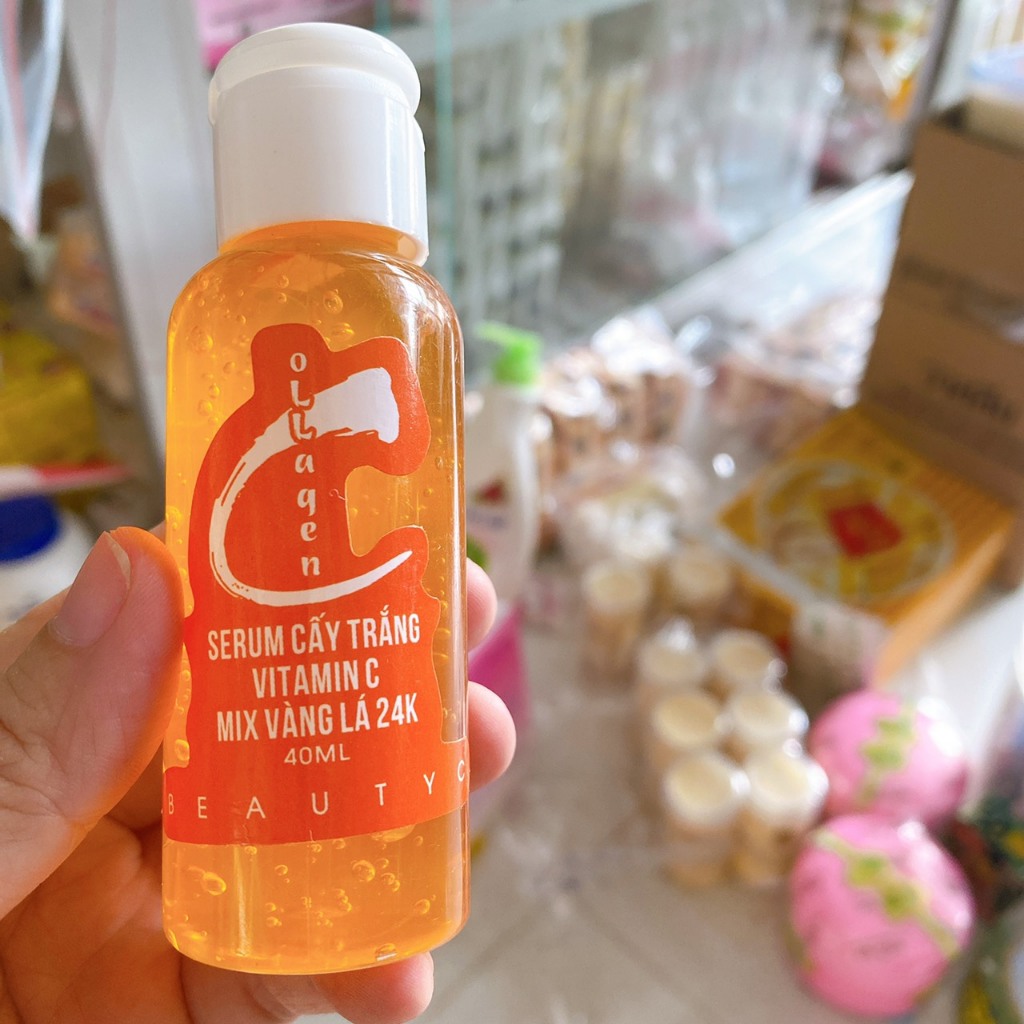 Collagen
SERUM CẤY TRẮNG
VITAMIN C
MIX VÀNG LÁ 24K
40ML
BEAUTY C